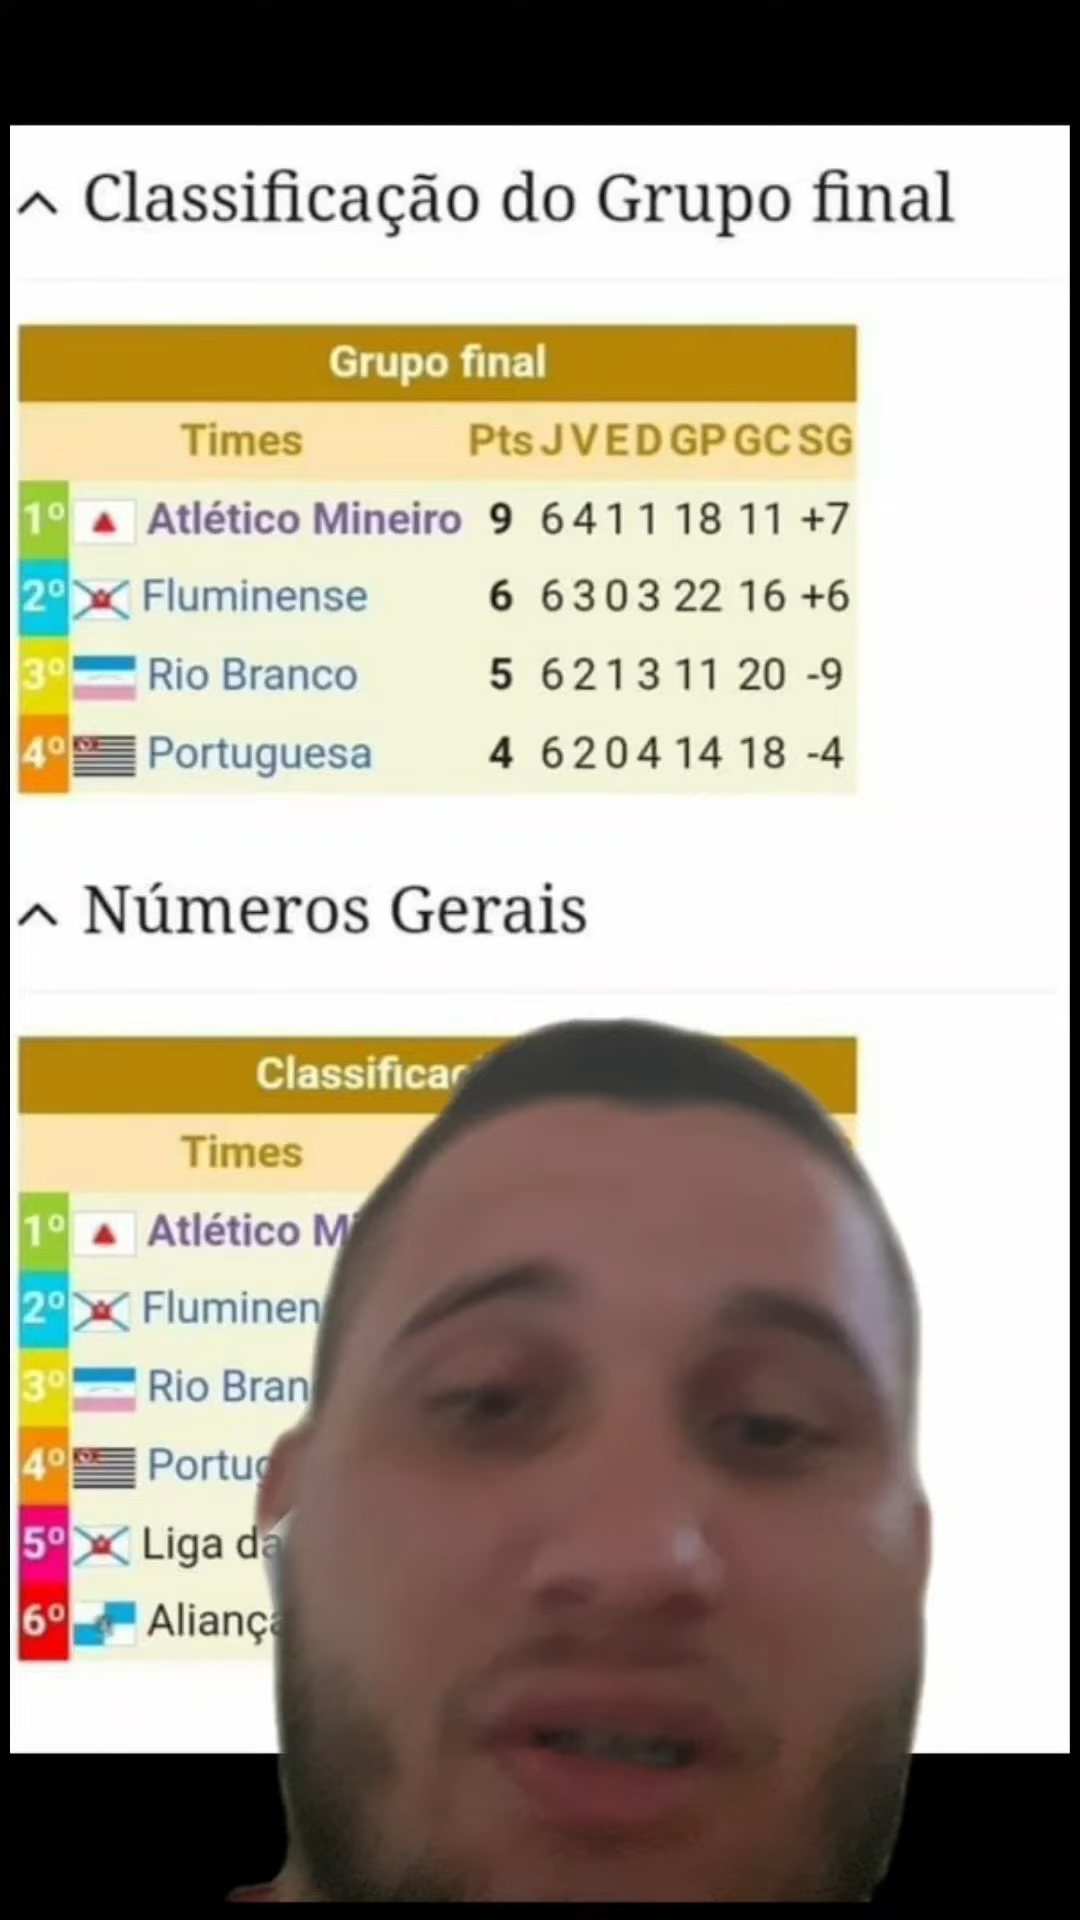 Classificação do Grupo final
Grupo final
Times Pts J V E D GP GC SG
1º Atlético Mineiro 9 6 4 1 1 18 11 +7
2º Fluminense 6 6 3 0 3 22 16 +6
3º Rio Branco 5 6 2 1 3 11 20 -9
4º Portuguesa 4 6 2 0 4 14 18 -4
Números Gerais
Classificaç
Times
1º Atlético Mi
2º Fluminen
3º Rio Bran
4º Portug
5º Liga da
6º Aliança